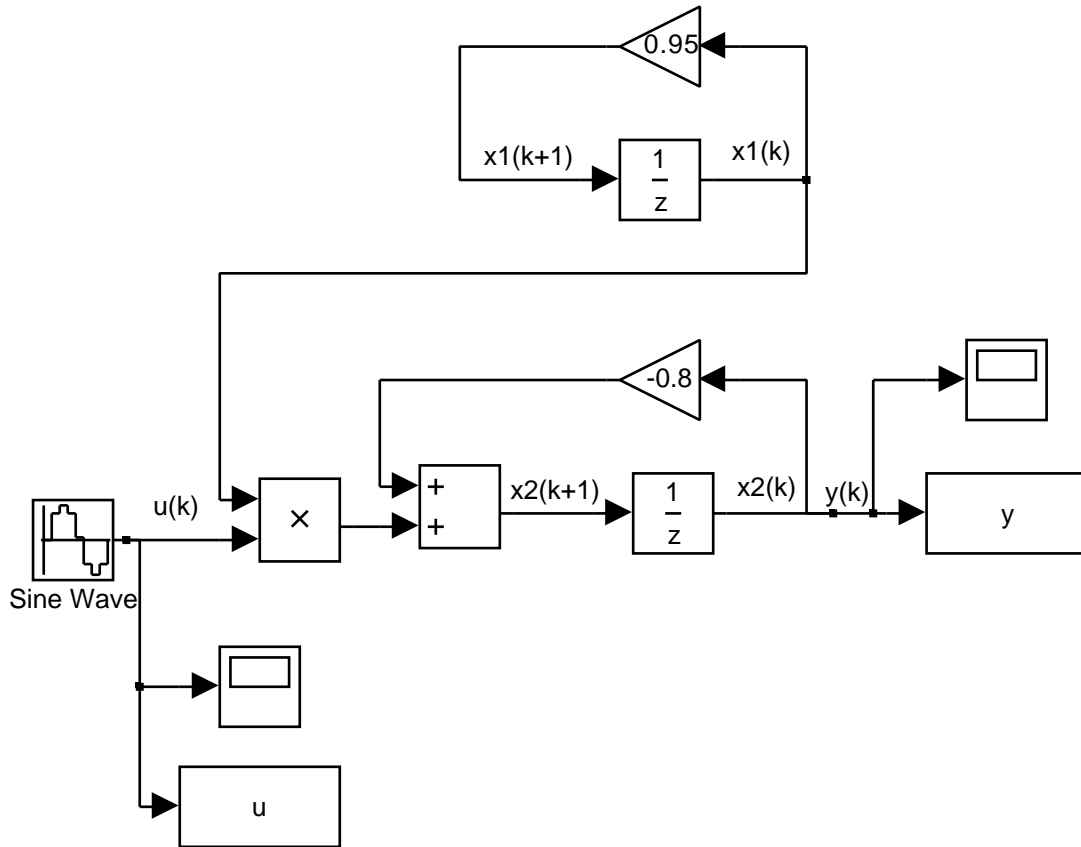 0.95
x1(k+1)
1
z
x1(k)
-0.8
u(k)
×
+
+
x2(k+1)
1
z
x2(k)
y(k)
y
Sine Wave
u